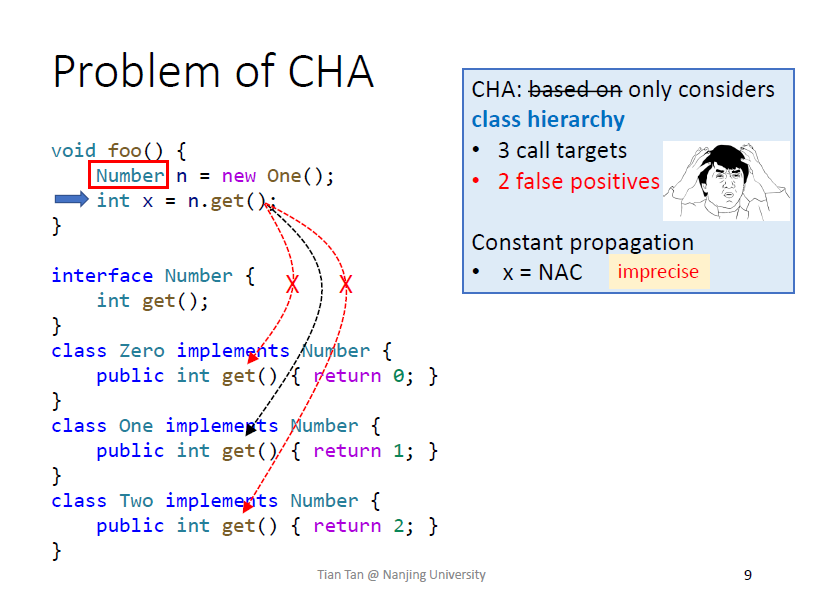 Problem of CHA
void foo() {
Number n = new One();
int x = n.get();
}
interface Number {
int get();
}
class Zero implements Number {
public int get() { return 0; }
}
class One implements Number {
public int get() { return 1; }
}
class Two implements Number {
public int get() { return 2; }
}
X
X
CHA: based on only considers
class hierarchy
• 3 call targets
• 2 false positives
Constant propagation
• x = NAC
imprecise
Tian Tan @ Nanjing University
9